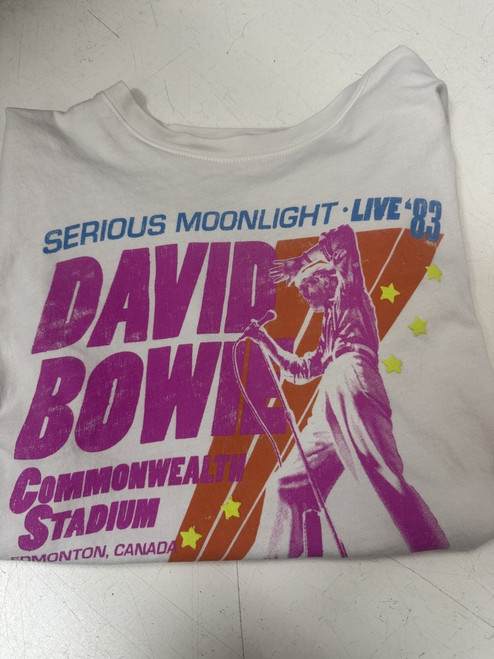 SERIOUS MOONLIGHT · LIVE '83
DAVID
BOWIE
COMMONWEALTH
STADIUM
EDMONTON, CANADA